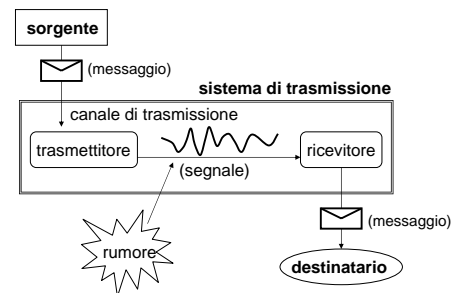 sorgente
(messaggio)
sistema di trasmissione
canale di trasmissione
trasmettitore
(segnale)
ricevitore
rumore
(messaggio)
destinatario